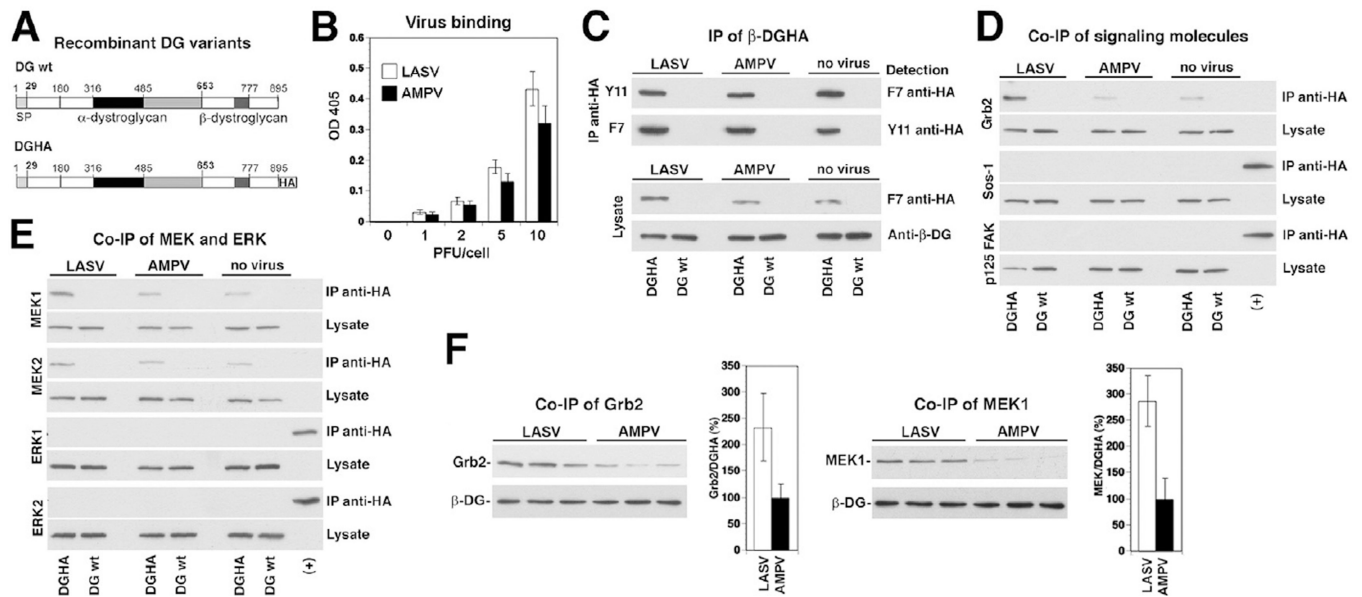 A
Recombinant DG variants
DG wt
1 29 180 316 485 653 777 895
SP α-dystroglycan β-dystroglycan
DGHA
1 29 180 316 485 653 777 895
HA
B
Virus binding
0.6
0.5
0.4
0.3
0.2
0.1
0
OD 405
LASV
AMPV
0 1 2 5 10
PFU/cell
C
IP of β-DGHA
LASV AMPV no virus Detection
IP anti-HA
Y11 F7 anti-HA
F7 Y11 anti-HA
LASV AMPV no virus
Lysate
F7 anti-HA
Anti-β-DG
DGHA DG wt DGHA DG wt DGHA DG wt
D
Co-IP of signaling molecules
LASV AMPV no virus
Grb2
IP anti-HA
Lysate
Sos-1
IP anti-HA
Lysate
p125 FAK
IP anti-HA
Lysate
DGHA DG wt DGHA DG wt DGHA DG wt (+)
E
Co-IP of MEK and ERK
LASV AMPV no virus
MEK1
IP anti-HA
Lysate
MEK2
IP anti-HA
Lysate
ERK1
IP anti-HA
Lysate
ERK2
IP anti-HA
Lysate
DGHA DG wt DGHA DG wt DGHA DG wt (+)
F
Co-IP of Grb2
LASV AMPV
Grb2-
β-DG-
350
300
250
200
150
100
50
0
Grb2/DGHA (%)
LASV AMPV
Co-IP of MEK1
LASV AMPV
MEK1-
β-DG-
350
300
250
200
150
100
50
0
MEK/DGHA (%)
LASV AMPV